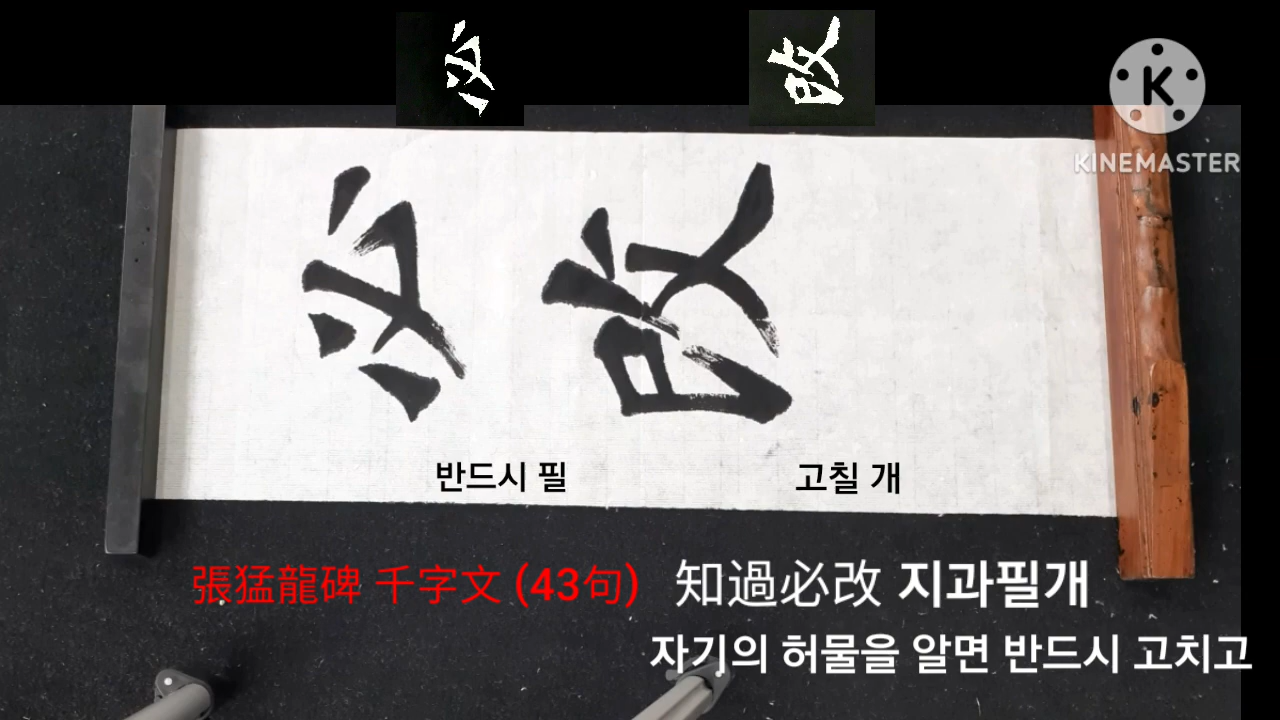 必 改
KINEMASTER
必 改
반드시 필 고칠 개
張猛龍碑 千字文 (43句) 知過必改 지과필개
자기의 허물을 알면 반드시 고치고